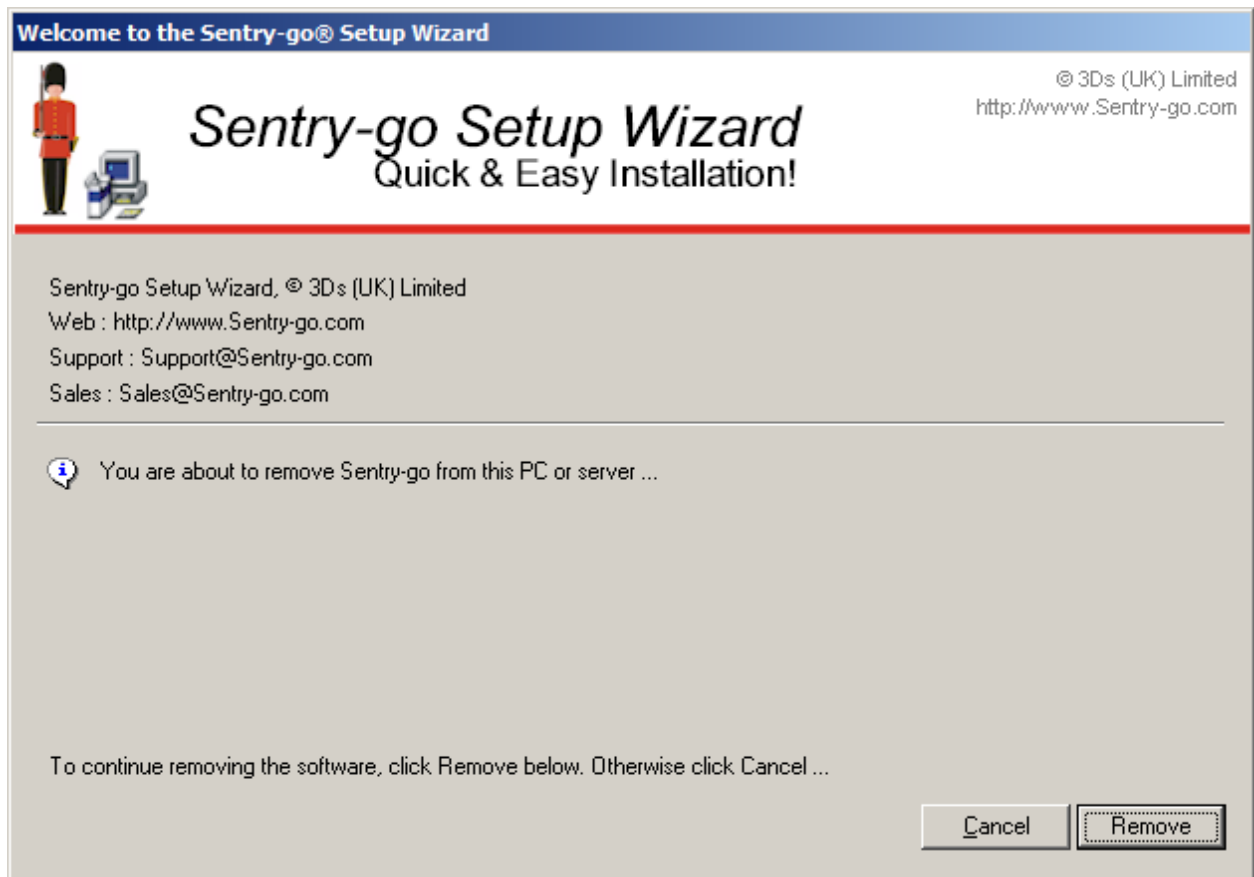 Welcome to the Sentry-go® Setup Wizard
© 3Ds (UK) Limited
http://www.Sentry-go.com
Sentry-go Setup Wizard
Quick & Easy Installation!
Sentry-go Setup Wizard, © 3Ds (UK) Limited
Web : http://www.Sentry-go.com
Support : Support@Sentry-go.com
Sales : Sales@Sentry-go.com
You are about to remove Sentry-go from this PC or server ...
To continue removing the software, click Remove below. Otherwise click Cancel ...
Cancel
Remove